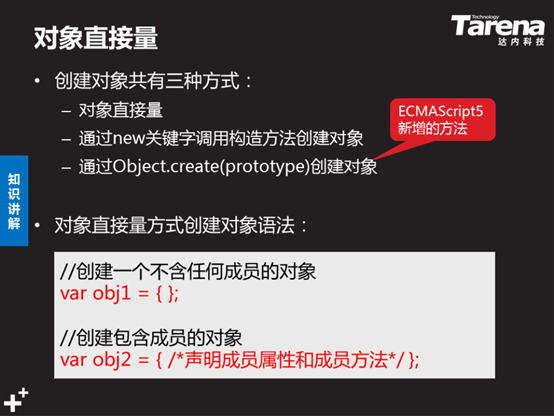 对象直接量
Technology
Tarena
达内科技
• 创建对象共有三种方式：
– 对象直接量
– 通过new关键字调用构造方法创建对象
– 通过Object.create(prototype)创建对象
ECMAScript5
新增的方法
知识讲解
• 对象直接量方式创建对象语法：
//创建一个不含任何成员的对象
var obj1 = { };
//创建包含成员的对象
var obj2 = { /*声明成员属性和成员方法*/ };